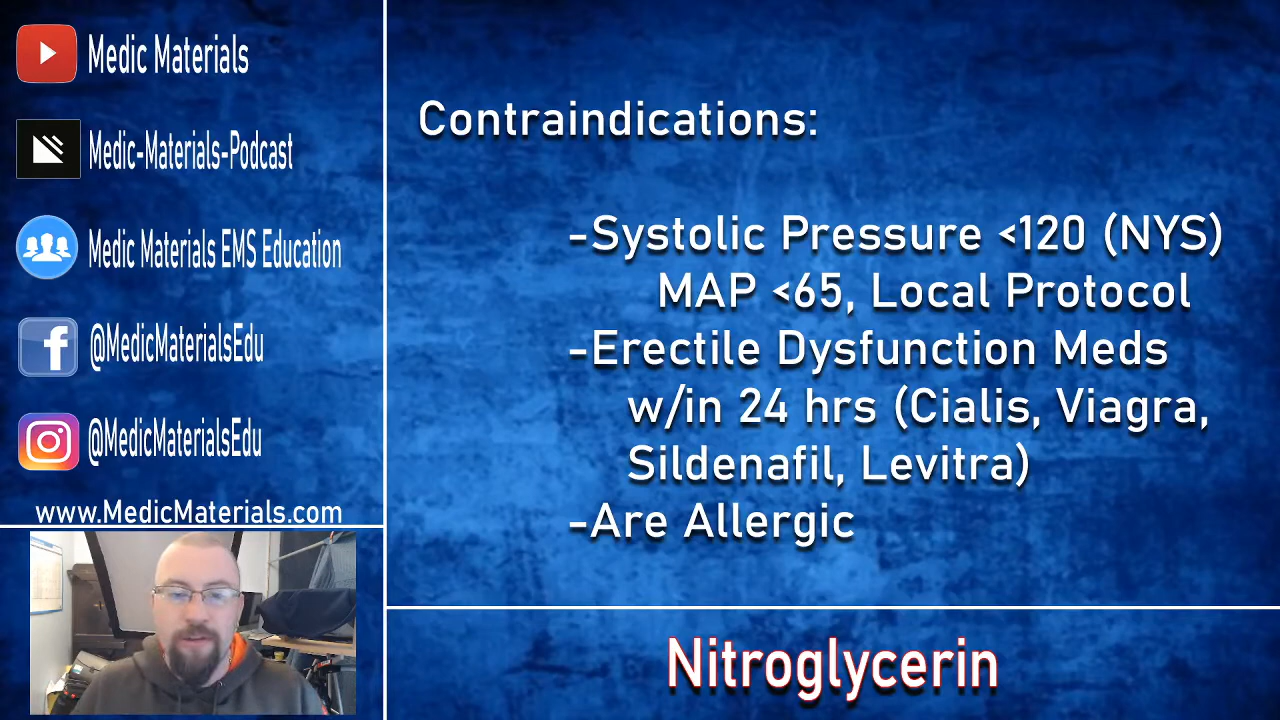 Medic Materials
Medic-Materials-Podcast
Medic Materials EMS Education
@MedicMaterialsEdu
@MedicMaterialsEdu
www.MedicMaterials.com
Contraindications:
-Systolic Pressure <120 (NYS)
MAP <65, Local Protocol
-Erectile Dysfunction Meds
w/in 24 hrs (Cialis, Viagra,
Sildenafil, Levitra)
-Are Allergic
Nitroglycerin